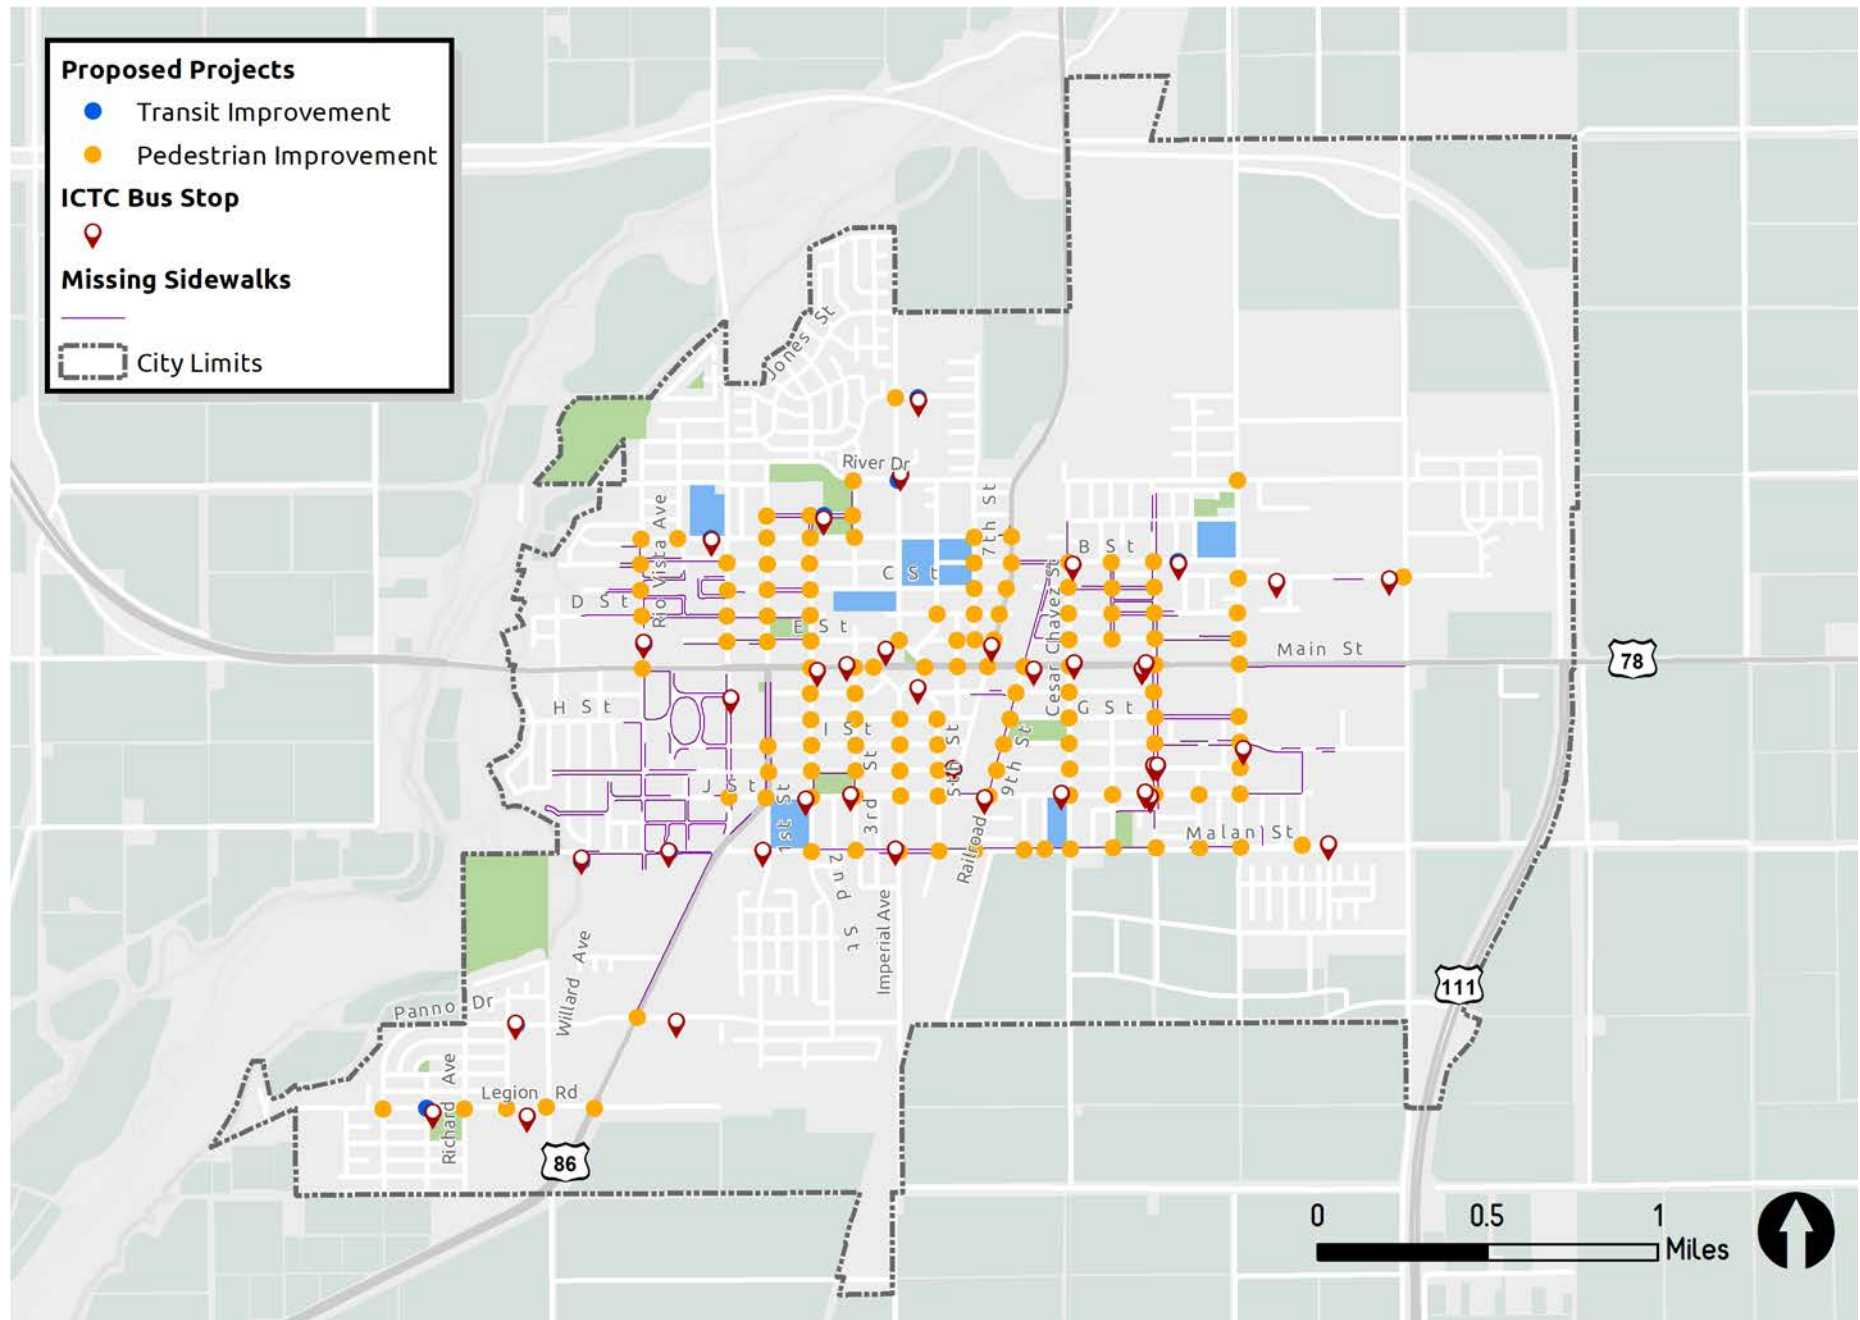 Proposed Projects
Transit Improvement
Pedestrian Improvement
ICTC Bus Stop
Missing Sidewalks
City Limits
Jones St
River Dr
Rio Vista Ave
7th St
B St
C St
D St
E St
Cesar Chavez St
Main St
78
H St
G St
I St
5th St
9th St
3rd St
J St
1st St
Malan St
Railroad
2nd St
Imperial Ave
Willard Ave
111
Panno Dr
Richard Ave
Legion Rd
86
0 0.5 1
Miles